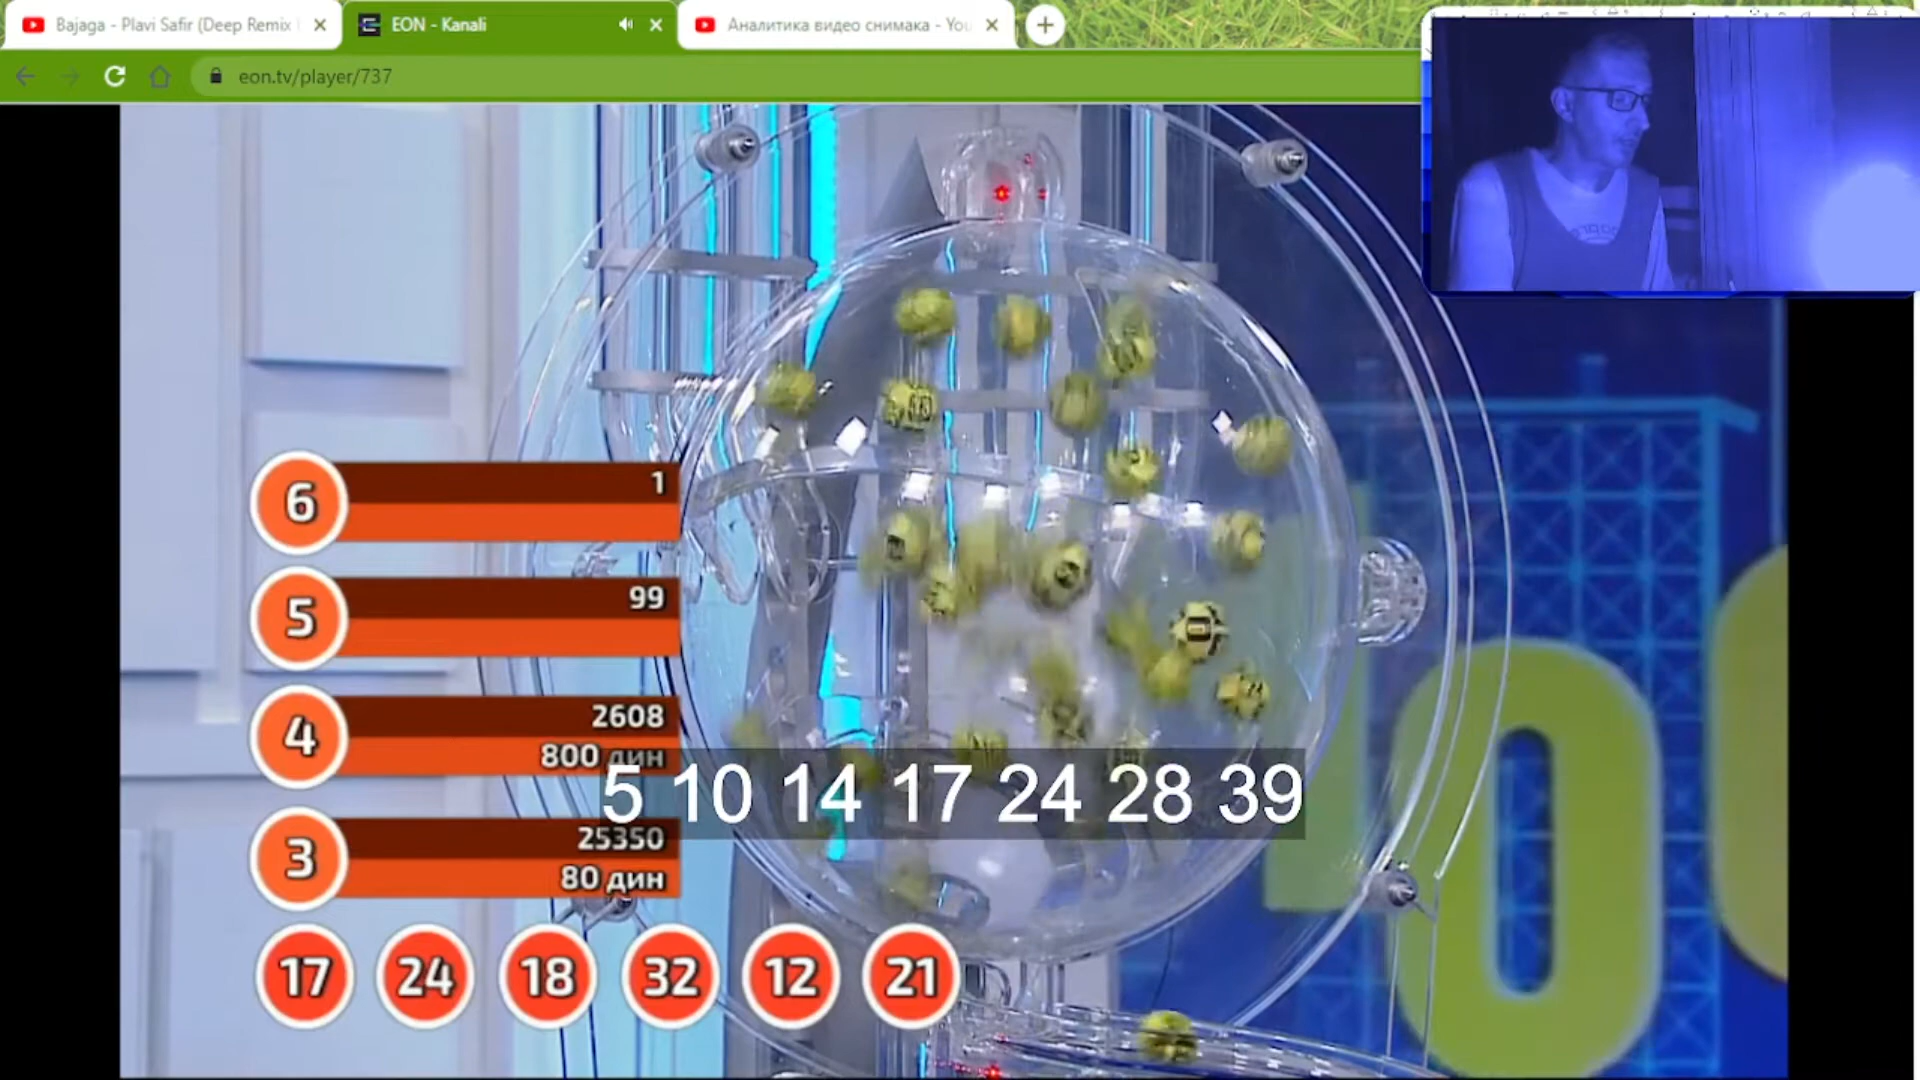 Bajaga - Plavi Safir (Deep Remix
EON - Kanali
Аналитика видео снимака - You
eon.tv/player/737
6
1
5
99
4
2608
800 дин
5 10 14 17 24 28 39
3
25350
80 дин
17 24 18 32 12 21